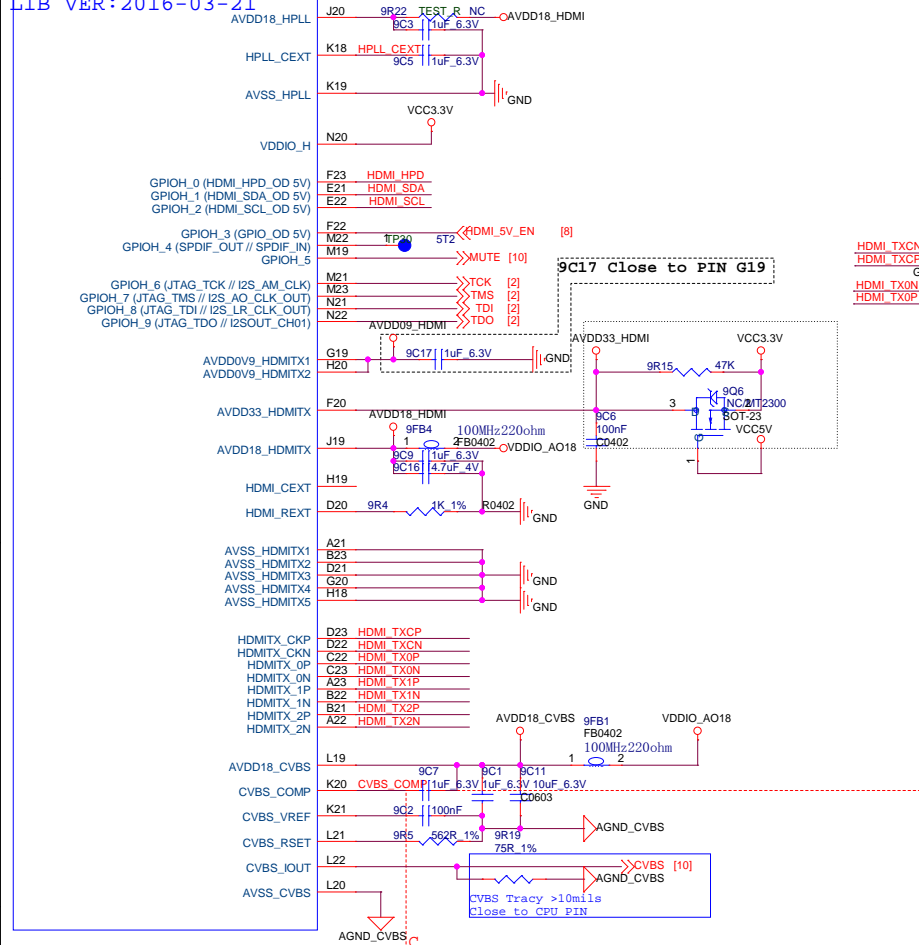 LIB VER:2016-03-21
AVDD18_HPLL J20 9R22 TEST_R NC AVDD18_HDMI
9C3 1uF_6.3V
HPLL_CEXT K18 HPLL_CEXT
9C5 1uF_6.3V
AVSS_HPLL K19
GND
VCC3.3V
VDDIO_H N20
GPIOH_0 (HDMI_HPD_OD 5V) F23 HDMI_HPD
GPIOH_1 (HDMI_SDA_OD 5V) E21 HDMI_SDA
GPIOH_2 (HDMI_SCL_OD 5V) E22 HDMI_SCL
GPIOH_3 (GPIO_OD 5V) F22 HDMI_5V_EN [8]
GPIOH_4 (SPDIF_OUT // SPDIF_IN) M22 1 TP30 5T2
GPIOH_5 M19 MUTE [10]
HDMI_TXCN
HDMI_TXCP
G
HDMI_TX0N
HDMI_TX0P
9C17 Close to PIN G19
GPIOH_6 (JTAG_TCK // I2S_AM_CLK) M21 TCK [2]
GPIOH_7 (JTAG_TMS // I2S_AO_CLK_OUT) M23 TMS [2]
GPIOH_8 (JTAG_TDI // I2S_LR_CLK_OUT) N21 TDI [2]
GPIOH_9 (JTAG_TDO // I2SOUT_CH01) N22 TDO [2]
AVDD09_HDMI
AVDD0V9_HDMITX1 G19 9C17 1uF_6.3V GND
AVDD0V9_HDMITX2 H20
AVDD33_HDMI VCC3.3V
9R15 47K
9Q6
NC/MT2300
SOT-23
3 2
G
1
VCC5V
AVDD33_HDMITX F20
9C6
100nF
C0402
GND
AVDD18_HDMI
9FB4 100MHz220ohm
AVDD18_HDMITX J19 1 2 FB0402 VDDIO_AO18
9C9 1uF_6.3V
9C16 4.7uF_4V
HDMI_CEXT H19
HDMI_REXT D20 9R4 1K_1% R0402
GND
AVSS_HDMITX1 A21
AVSS_HDMITX2 B23
AVSS_HDMITX3 D21 GND
AVSS_HDMITX4 G20
AVSS_HDMITX5 H18 GND
HDMITX_CKP D23 HDMI_TXCP
HDMITX_CKN D22 HDMI_TXCN
HDMITX_0P C22 HDMI_TX0P
HDMITX_0N C23 HDMI_TX0N
HDMITX_1P A23 HDMI_TX1P
HDMITX_1N B22 HDMI_TX1N
HDMITX_2P B21 HDMI_TX2P
HDMITX_2N A22 HDMI_TX2N
AVDD18_CVBS 9FB1 VDDIO_AO18
FB0402
100MHz220ohm
AVDD18_CVBS L19 1 2
9C7 9C1 9C11
CVBS_COMP K20 CVBS_COMP 1uF_6.3V 1uF_6.3V 10uF_6.3V
C0603
CVBS_VREF K21 9C2 100nF
AGND_CVBS
CVBS_RSET L21 9R5 562R_1% 9R19
75R_1%
CVBS_IOUT L22 CVBS [10]
AGND_CVBS
AVSS_CVBS L20
CVBS Tracy >10mils
Close to CPU PIN
AGND_CVBS
C